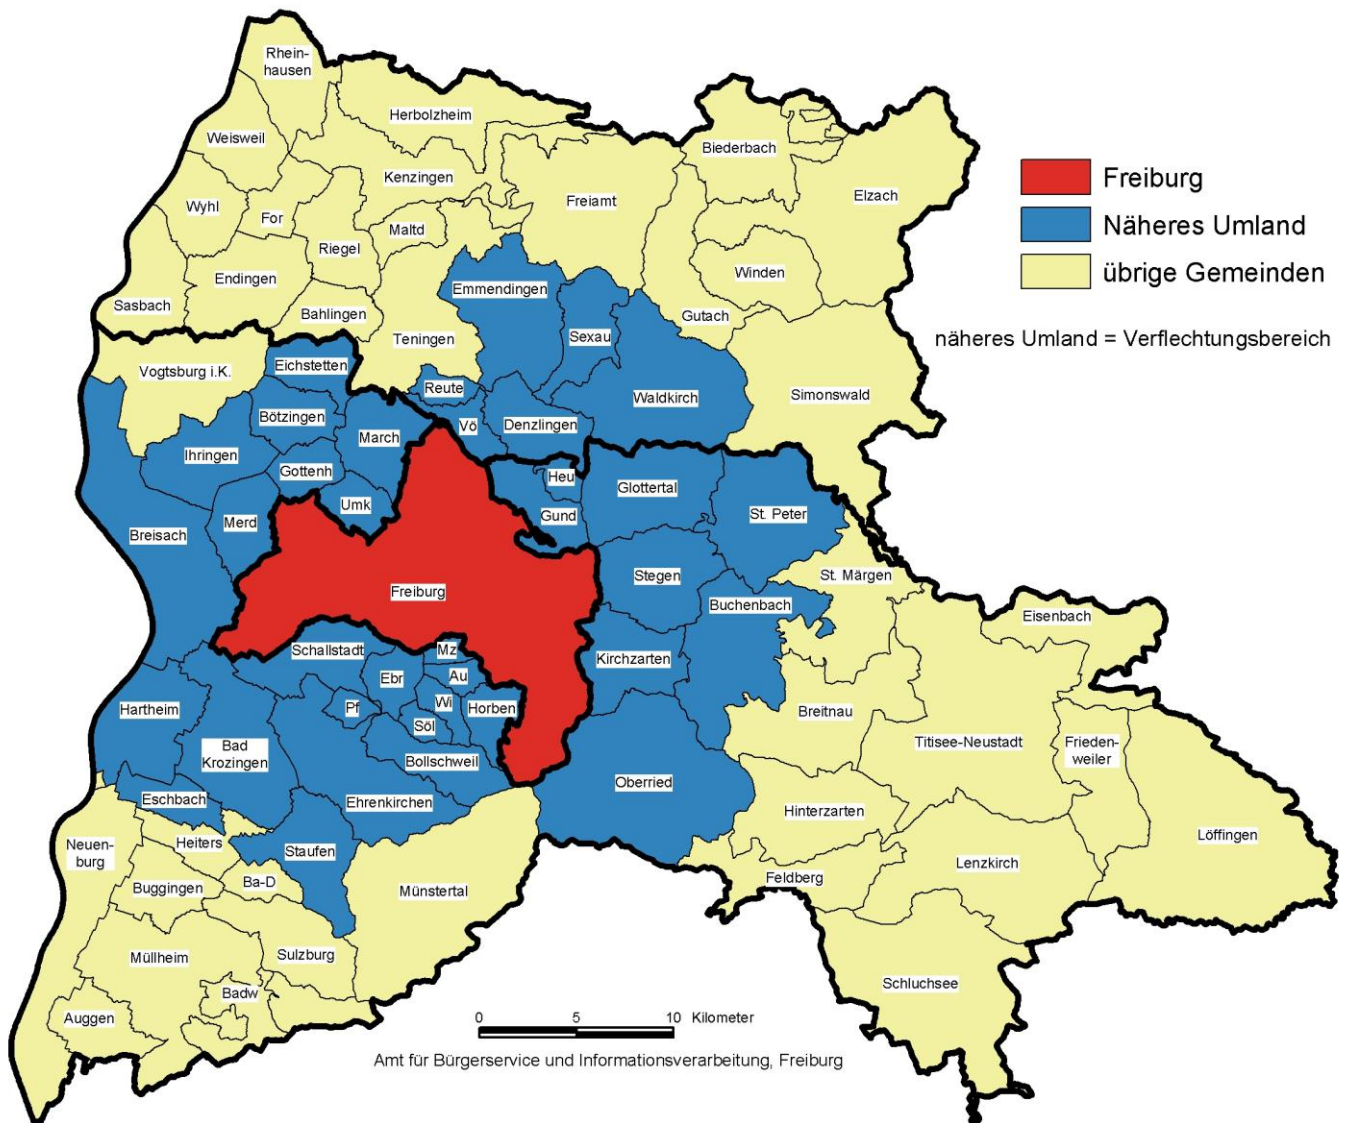 Rhein-
hausen
Herbolzheim
Weisweil
Biederbach
Kenzingen
Elzach
Freiamt
Wyhl
For
Maltd
Riegel
Winden
Endingen
Emmendingen
Sasbach
Bahlingen
Gutach
Sexau
Teningen
Vogtsburg i.K.
Eichstetten
Reute
Simonswald
Waldkirch
Bötzingen
Vö
Denzlingen
March
Ihringen
Gottenh
Heu
Glottertal
Umk
Gund
St. Peter
Merd
Breisach
Stegen
St. Märgen
Freiburg
Buchenbach
Eisenbach
Schallstadt
Mz
Kirchzarten
Ebr
Au
Hartheim
Pf
Wi
Horben
Breitnau
Söl
Titisee-Neustadt
Frieden-
weiler
Bad
Krozingen
Bollschweil
Oberried
Eschbach
Ehrenkirchen
Hinterzarten
Löffingen
Neuen-
burg
Heiters
Staufen
Lenzkirch
Buggingen
Ba-D
Münstertal
Feldberg
Müllheim
Sulzburg
Schluchsee
Badw
Auggen
Freiburg
Näheres Umland
übrige Gemeinden
näheres Umland = Verflechtungsbereich
0 5 10 Kilometer
Amt für Bürgerservice und Informationsverarbeitung, Freiburg